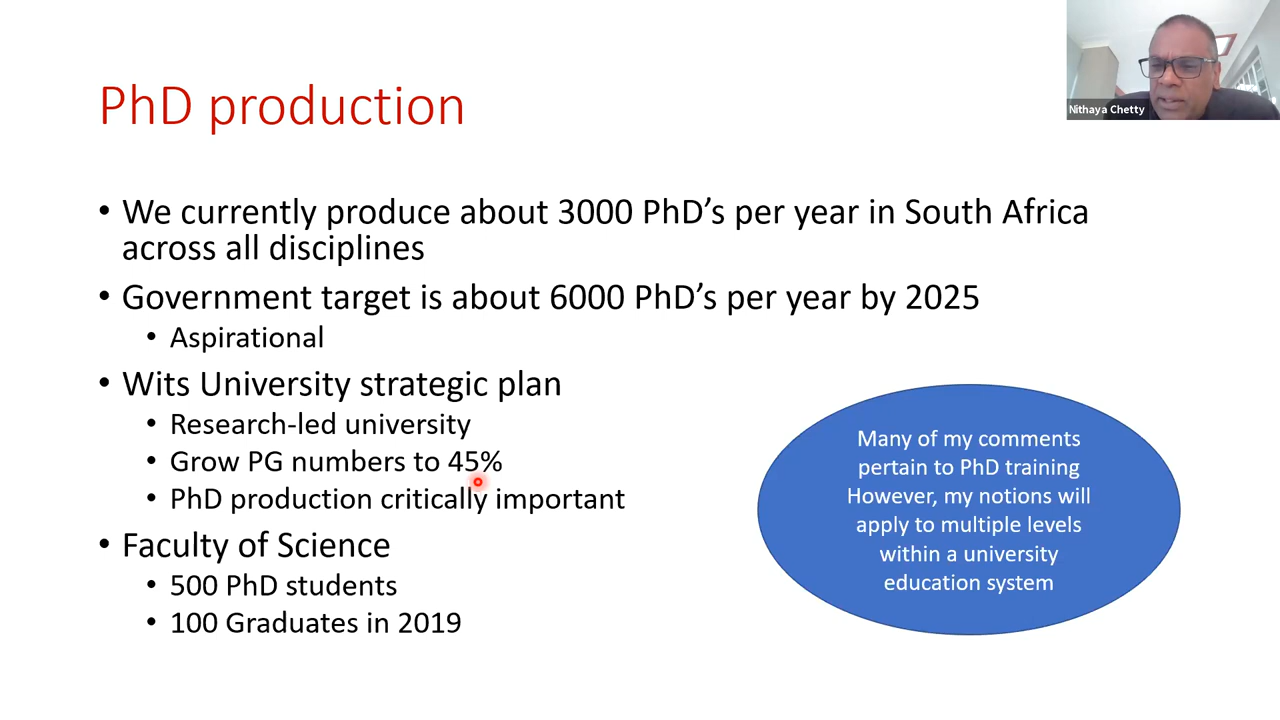 PhD production
Nithaya Chetty
• We currently produce about 3000 PhD’s per year in South Africa
across all disciplines
• Government target is about 6000 PhD’s per year by 2025
• Aspirational
• Wits University strategic plan
• Research-led university
• Grow PG numbers to 45%
• PhD production critically important
• Faculty of Science
• 500 PhD students
• 100 Graduates in 2019
Many of my comments
pertain to PhD training
However, my notions will
apply to multiple levels
within a university
education system